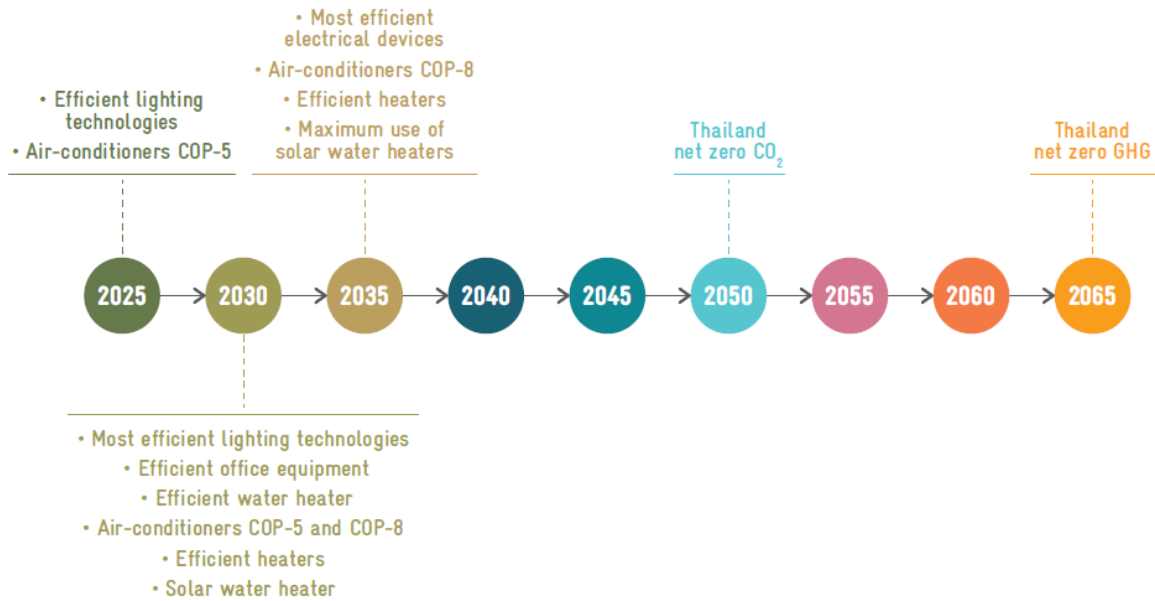 • Most efficient
electrical devices
• Air-conditioners COP-8
• Efficient heaters
• Maximum use of
solar water heaters
• Efficient lighting
technologies
• Air-conditioners COP-5
Thailand
net zero CO₂
Thailand
net zero GHG
2025
2030
2035
2040
2045
2050
2055
2060
2065
• Most efficient lighting technologies
• Efficient office equipment
• Efficient water heater
• Air-conditioners COP-5 and COP-8
• Efficient heaters
• Solar water heater